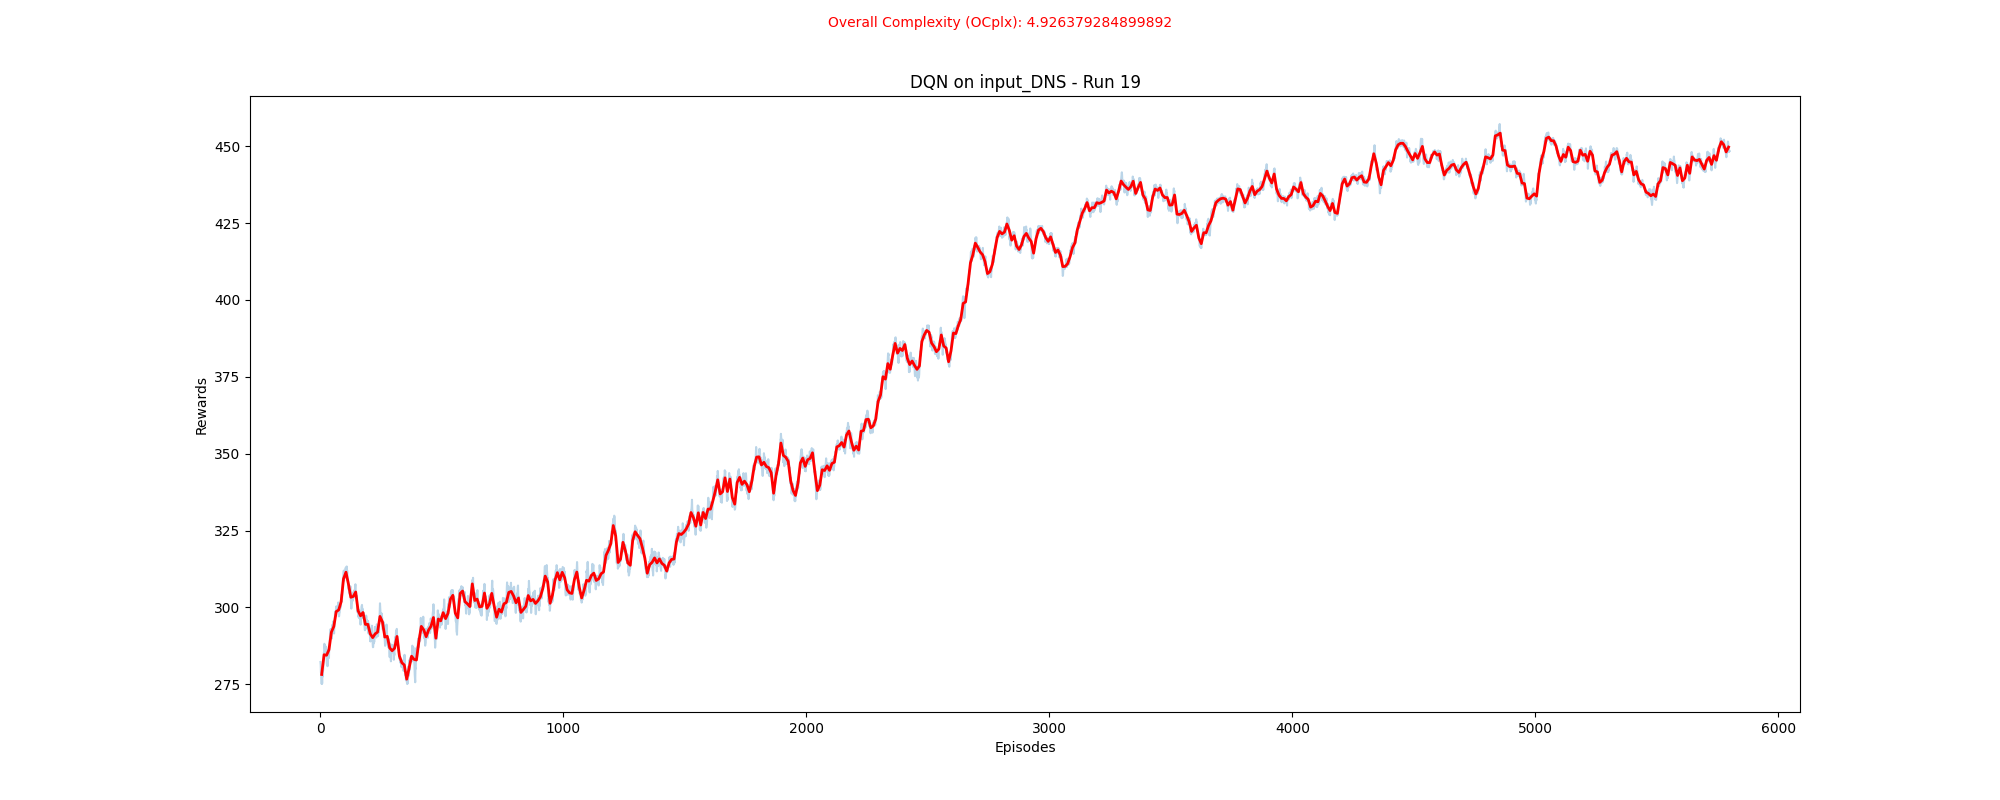 Overall Complexity (OCplx): 4.926379284899892
DQN on input_DNS - Run 19
450
425
400
375
350
325
300
275
Rewards
0 1000 2000 3000 4000 5000 6000
Episodes